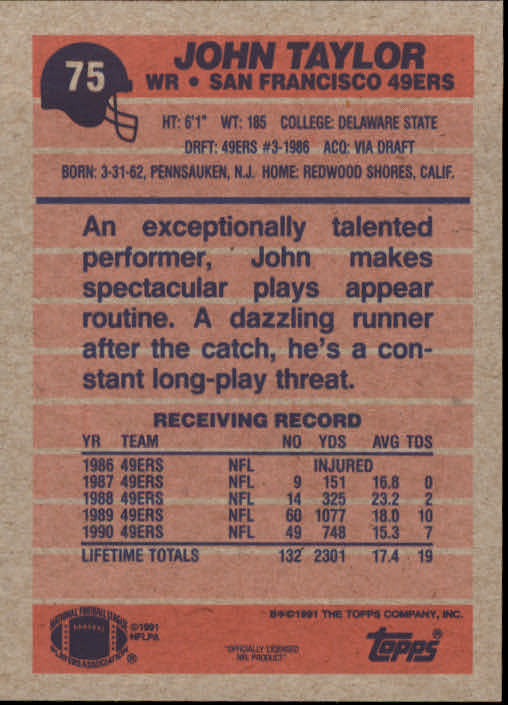 75
JOHN TAYLOR
WR • SAN FRANCISCO 49ERS
HT: 6'1" WT: 185 COLLEGE: DELAWARE STATE
DRFT: 49ERS #3-1986 ACQ: VIA DRAFT
BORN: 3-31-62, PENNSAUKEN, N.J. HOME: REDWOOD SHORES, CALIF.
An exceptionally talented
performer, John makes
spectacular plays appear
routine. A dazzling runner
after the catch, he's a con-
stant long-play threat.
RECEIVING RECORD
YR TEAM NO YDS AVG TDS
1986 49ERS NFL INJURED
1987 49ERS NFL 9 151 16.8 0
1988 49ERS NFL 14 325 23.2 2
1989 49ERS NFL 60 1077 18.0 10
1990 49ERS NFL 49 748 15.3 7
LIFETIME TOTALS 132 2301 17.4 19
NATIONAL FOOTBALL LEAGUE
PLAYERS ASSOCIATION
®
©1991
NFLPA
B®©1991 THE TOPPS COMPANY, INC.
"OFFICIALLY LICENSED
NFL PRODUCT"
TOPPS®